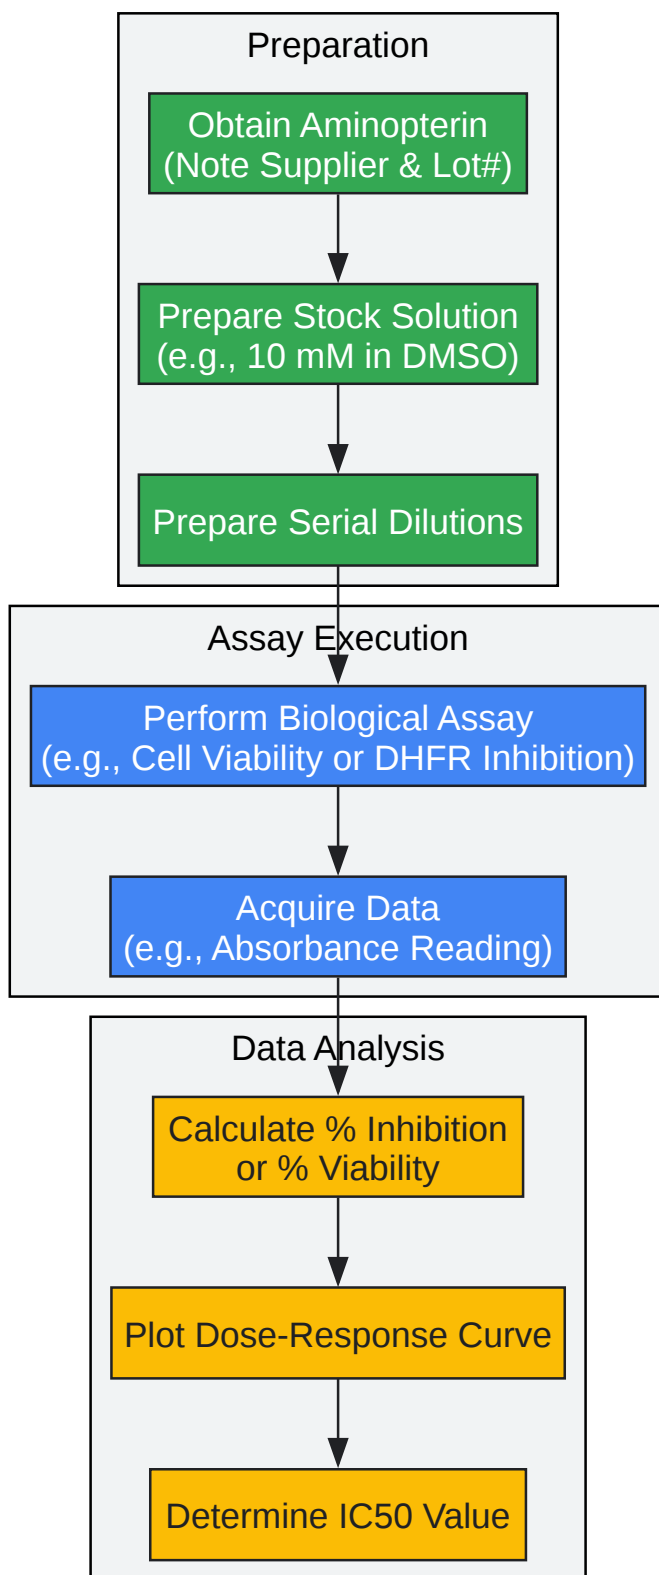 Preparation
Obtain Aminopterin
(Note Supplier & Lot#)
Prepare Stock Solution
(e.g., 10 mM in DMSO)
Prepare Serial Dilutions
Assay Execution
Perform Biological Assay
(e.g., Cell Viability or DHFR Inhibition)
Acquire Data
(e.g., Absorbance Reading)
Data Analysis
Calculate % Inhibition
or % Viability
Plot Dose-Response Curve
Determine IC50 Value